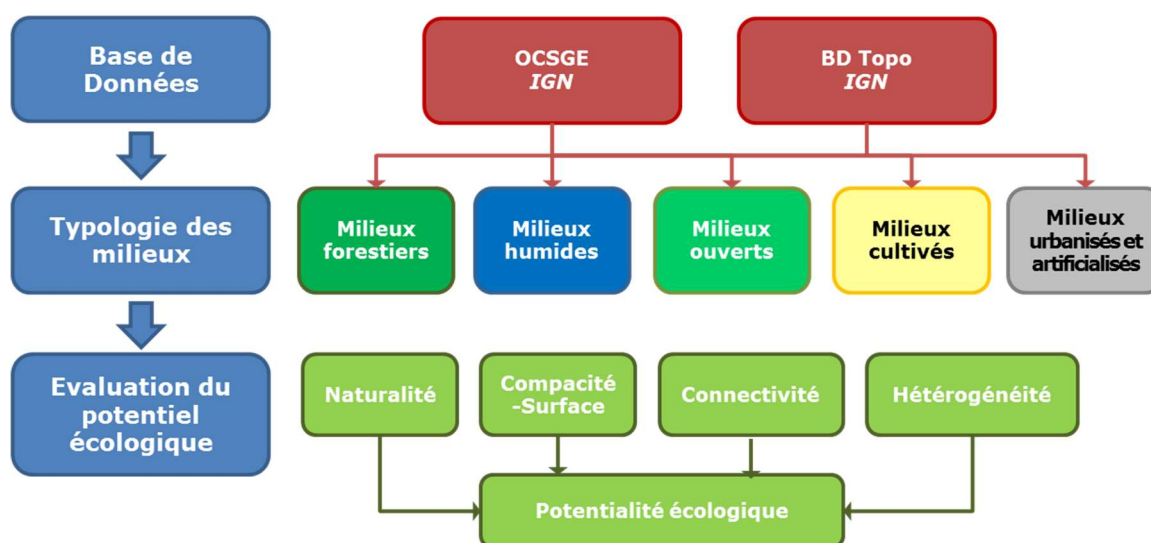 Base de
Données
OCSGE
IGN
BD Topo
IGN
Typologie des
milieux
Milieux
forestiers
Milieux
humides
Milieux
ouverts
Milieux
cultivés
Milieux
urbanisés et
artificialisés
Evaluation du
potentiel
écologique
Naturalité
Compacité
-Surface
Connectivité
Hétérogénéité
Potentialité écologique